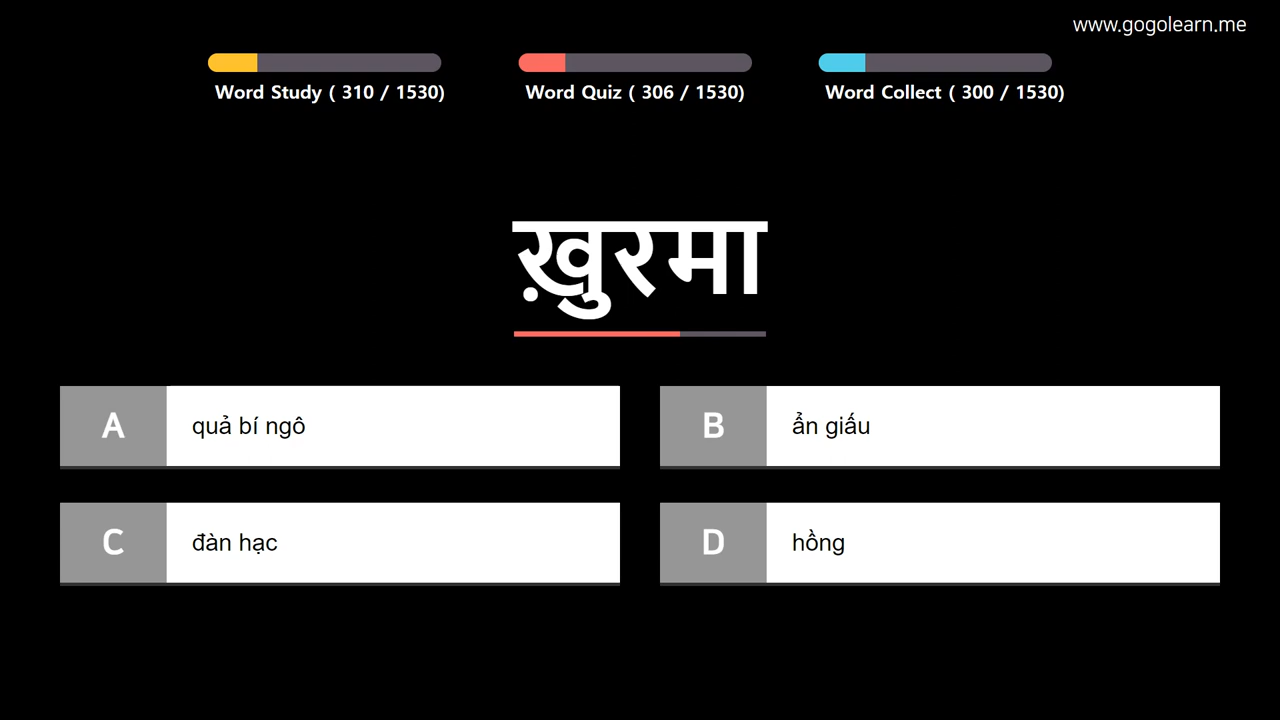 www.gogolearn.me
Word Study ( 310 / 1530)
Word Quiz ( 306 / 1530)
Word Collect ( 300 / 1530)
ख़ुरमा
A
quả bí ngô
B
ẩn giấu
C
đàn hạc
D
hồng